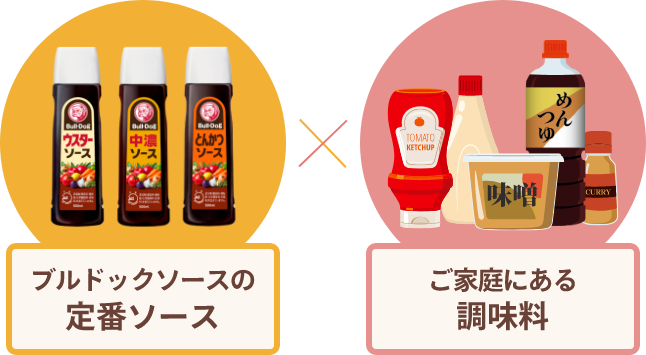 Bull-Dog
ウスター
ソース
Bull-Dog
中濃
ソース
Bull-Dog
とんかつ
ソース
500ml
500ml
500ml
TOMATO
KETCHUP
味噌
めん
つゆ
CURRY
ブルドックソースの
定番ソース
ご家庭にある
調味料